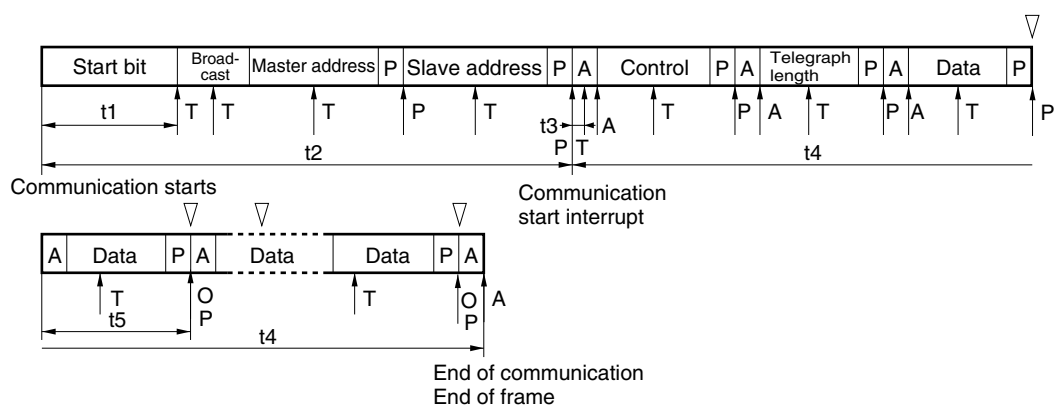 Start bit Broad-cast Master address P Slave address P A Control P A Telegraph length P A Data P
t1 T T T P T t3 A T P A T P A T P
P T
t2 t4
Communication starts
Communication
start interrupt
A Data P A Data Data P A
T O P T O P A
t5
t4
End of communication
End of frame